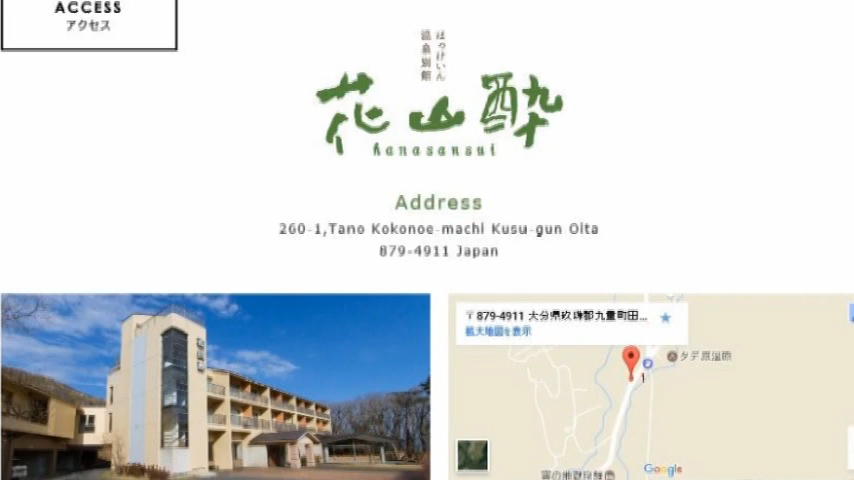 ACCESS
アクセス
ほっけいん
温泉別館
花山酔
hanasansui
Address
260-1,Tano Kokonoe-machi Kusu-gun Oita
879-4911 Japan
〒879-4911 大分県玖珠郡九重町田...
拡大地図を表示
タデ原湿原
1
Google